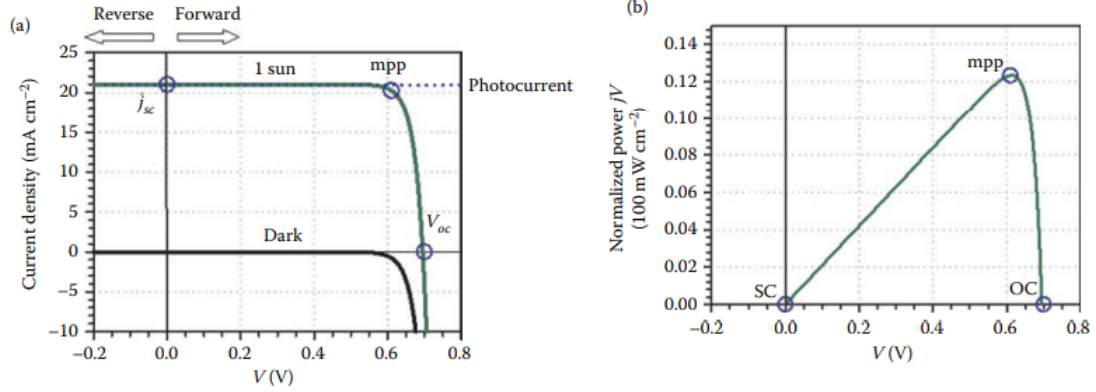 (a)
Reverse
Forward
25
20
15
10
5
0
−5
−10
−0.2
0.0
0.2
0.4
0.6
0.8
V (V)
Current density (mA cm−2)
1 sun
mpp
Photocurrent
jsc
Voc
Dark
(b)
0.14
0.12
0.10
0.08
0.06
0.04
0.02
0.00
−0.2
0.0
0.2
0.4
0.6
0.8
V (V)
Normalized power jV
(100 mW cm−2)
mpp
SC
OC